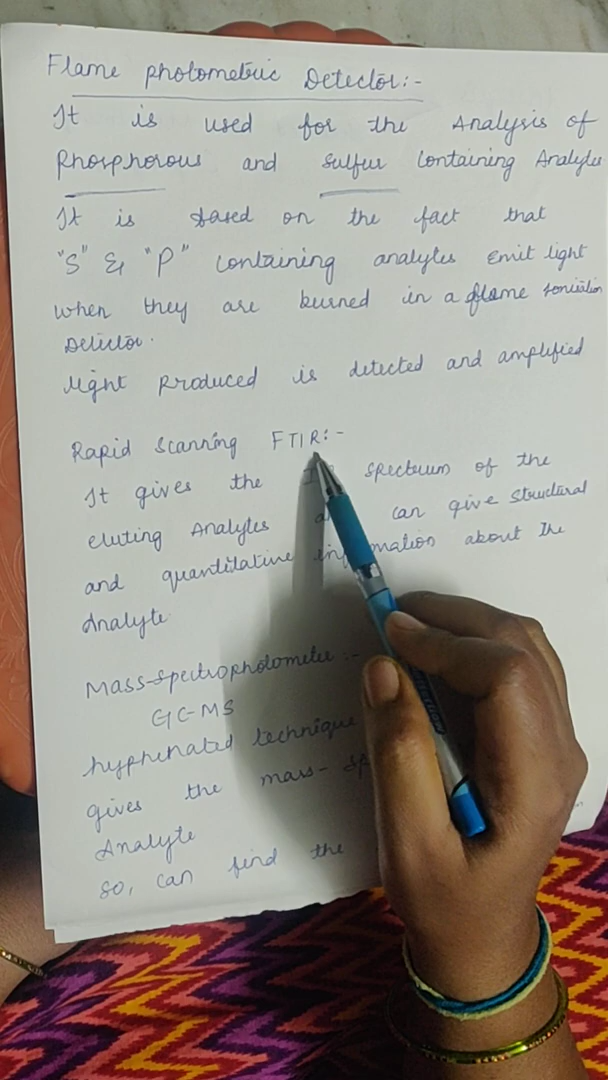 Flame photometric Detector:-
It is used for the Analysis of
Phosphorous and sulfur containing Analytes
It is based on the fact that
"S" & "P" containing analytes emit light
when they are burned in a flame Ionisation
Detector.
Light Produced is detected and amplified
Rapid Scanning FTIR:-
It gives the spectrum of the
eluting Analytes can give structural
and quantitative about the
Analyte.
Mass-spectrophotometer :-
GC-MS
hyphenated technique
gives the mass-
Analyte
so, can find the